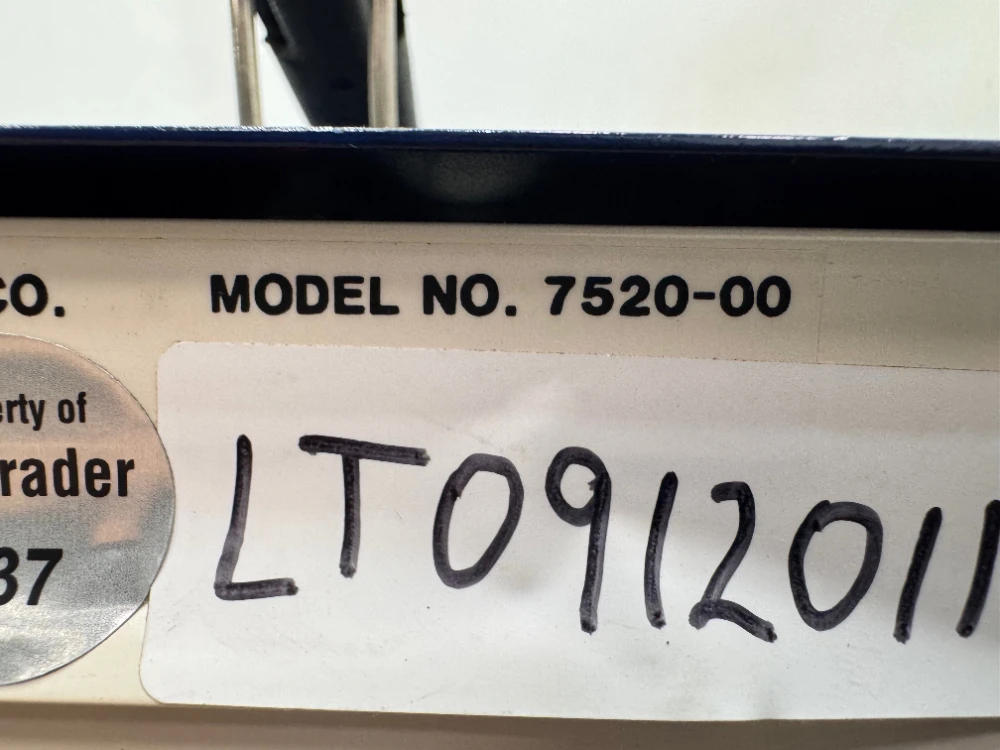 CO. MODEL NO. 7520-00
erty of
rader
37
LT0912011